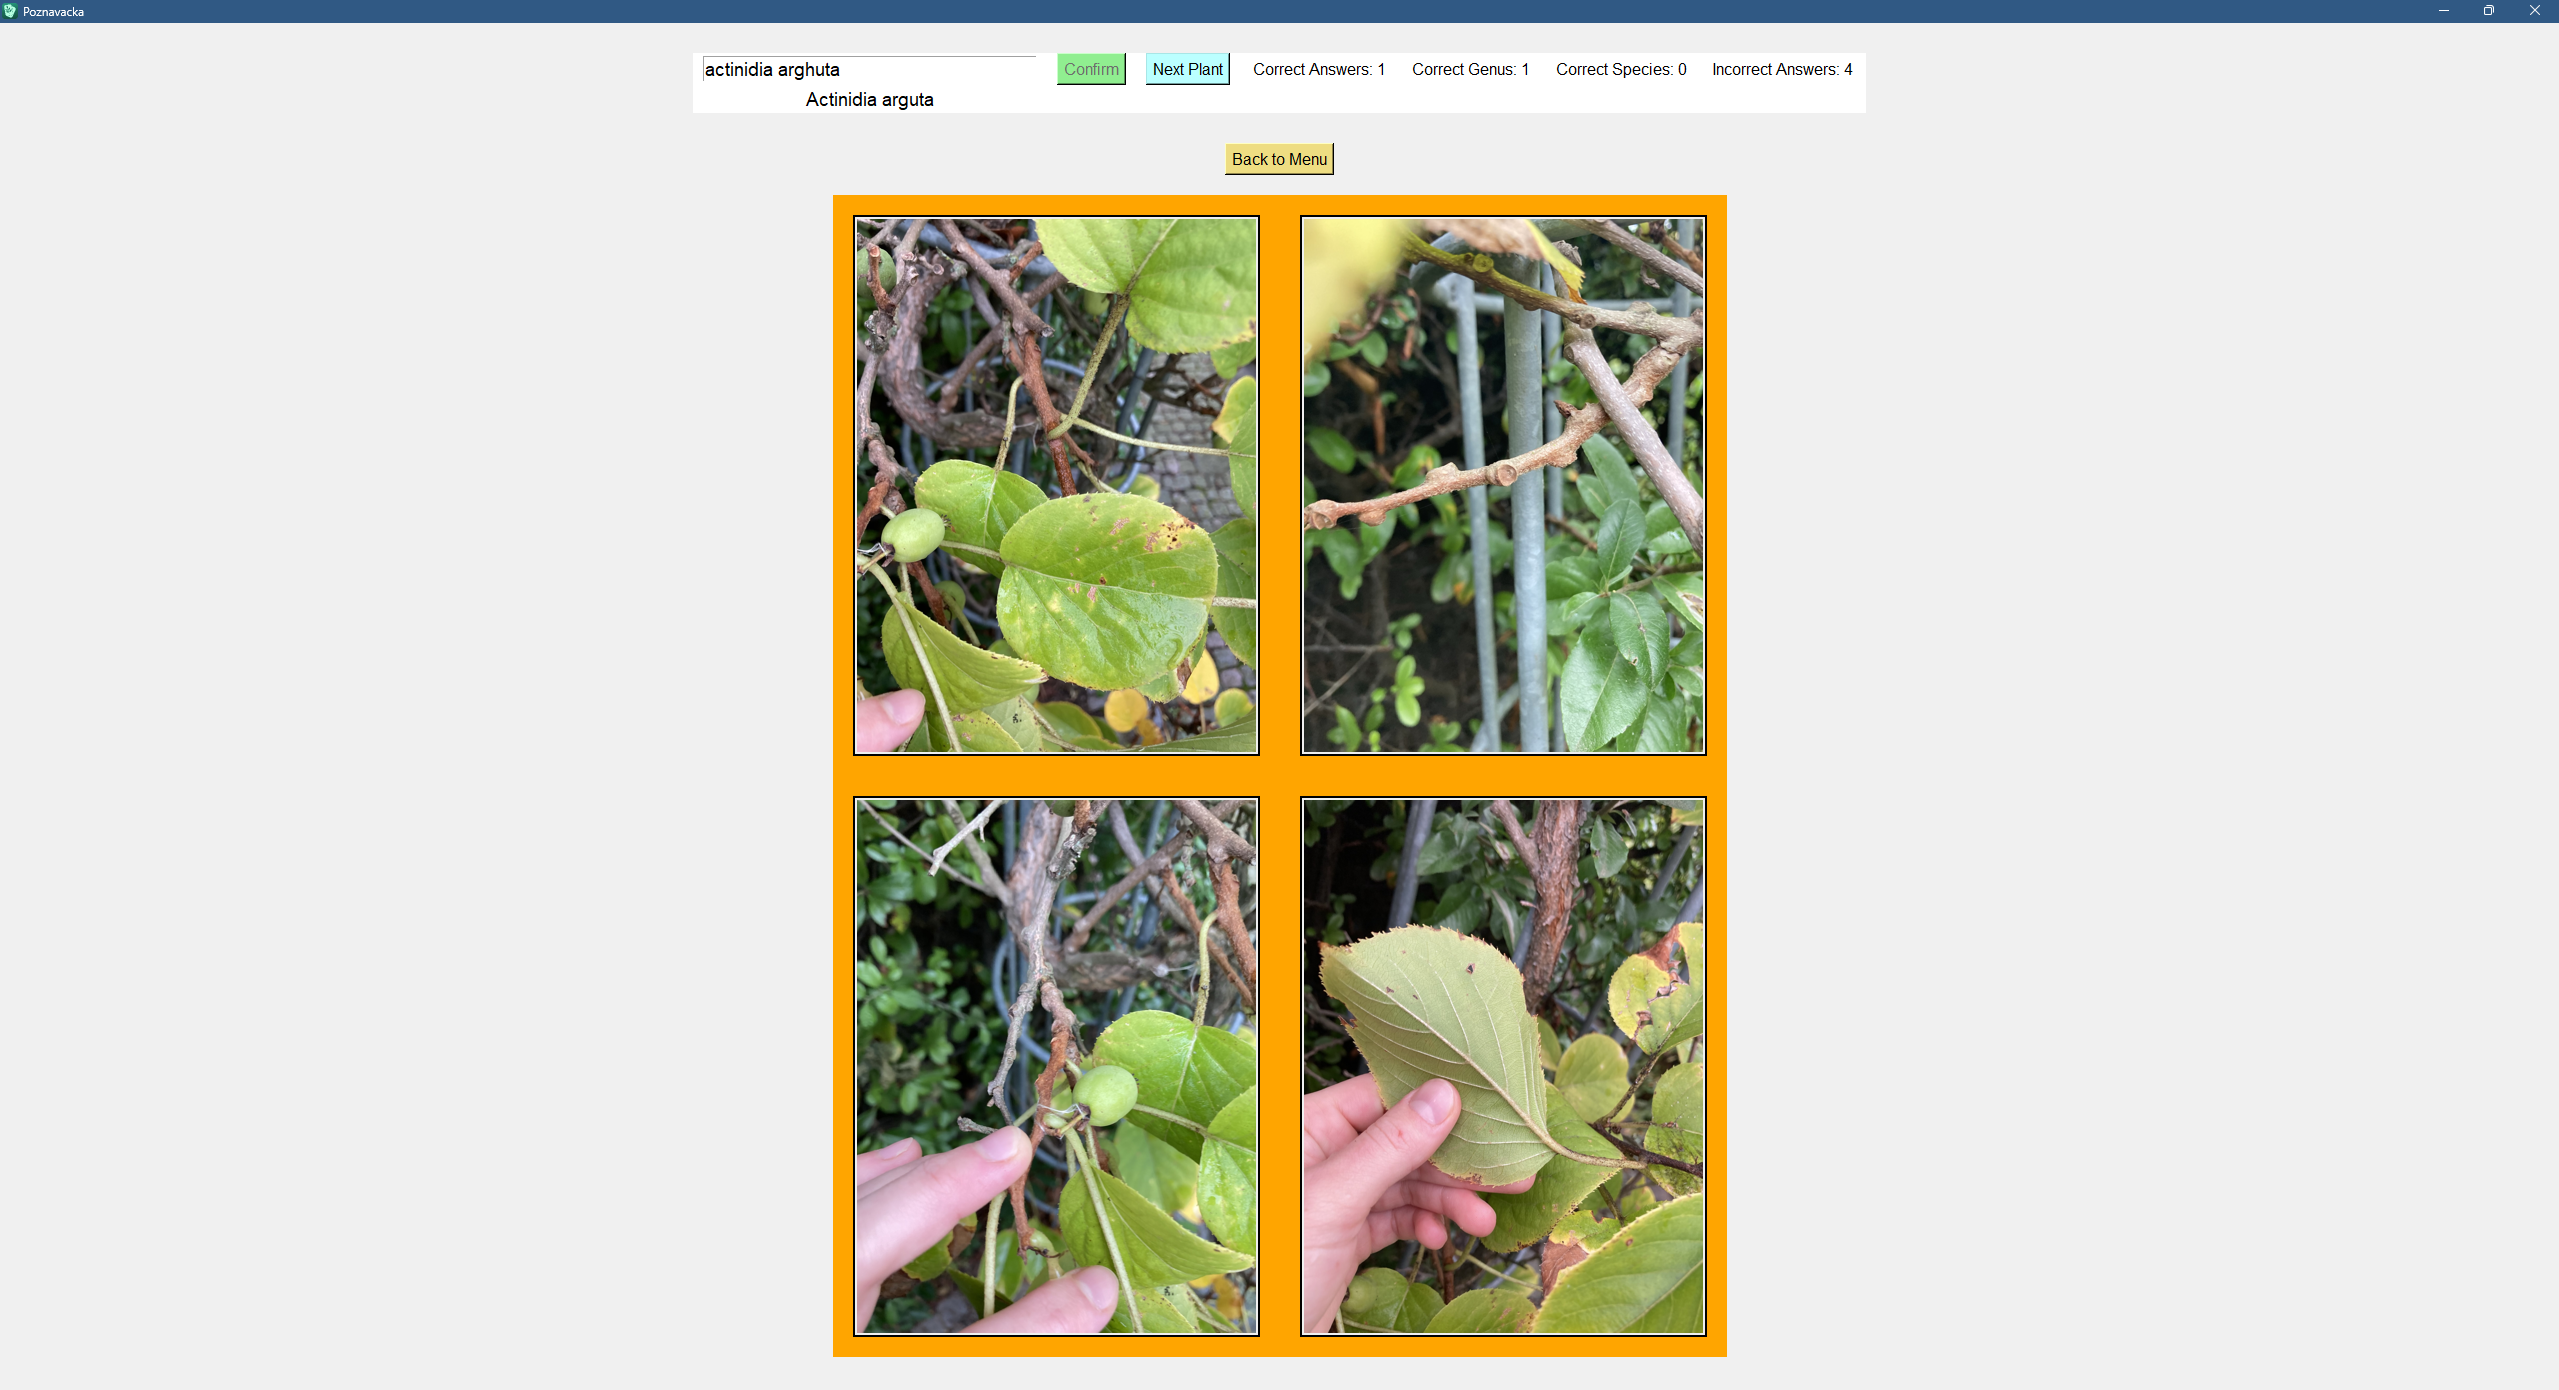 Poznavacka
actinidia arghuta Confirm Next Plant Correct Answers: 1 Correct Genus: 1 Correct Species: 0 Incorrect Answers: 4
Actinidia arguta
Back to Menu